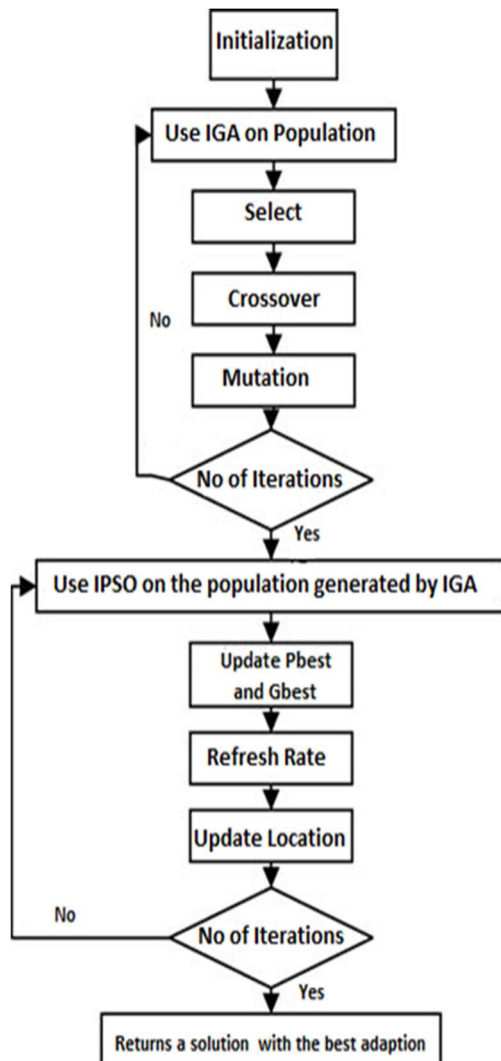 Initialization
Use IGA on Population
Select
Crossover
No
Mutation
No of Iterations
Yes
Use IPSO on the population generated by IGA
Update Pbest
and Gbest
Refresh Rate
Update Location
No
No of Iterations
Yes
Returns a solution with the best adaption